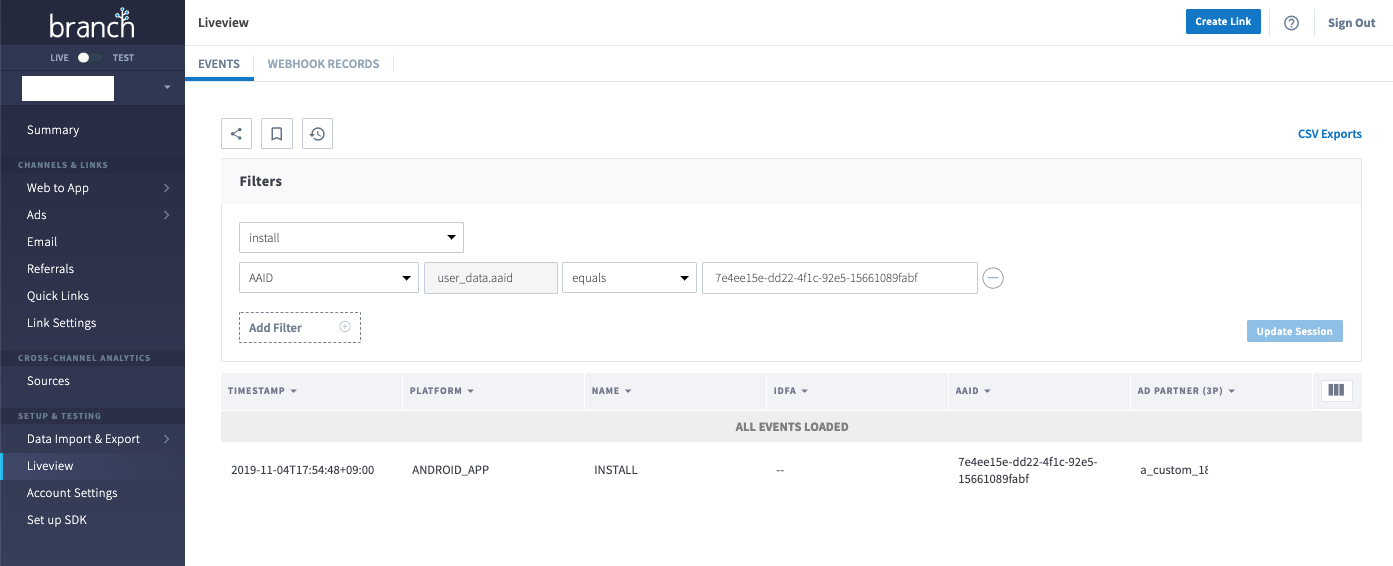 branch
LIVE TEST
Summary
CHANNELS & LINKS
Web to App
Ads
Email
Referrals
Quick Links
Link Settings
CROSS-CHANNEL ANALYTICS
Sources
SETUP & TESTING
Data Import & Export
Liveview
Account Settings
Set up SDK
Liveview
Create Link
Sign Out
EVENTS WEBHOOK RECORDS
CSV Exports
Filters
install
AAID user_data.aaid equals 7e4ee15e-dd22-4f1c-92e5-15661089fabf
Add Filter
Update Session
TIMESTAMP PLATFORM NAME IDFA AAID AD PARTNER (3P)
ALL EVENTS LOADED
2019-11-04T17:54:48+09:00 ANDROID_APP INSTALL -- 7e4ee15e-dd22-4f1c-92e5-
15661089fabf